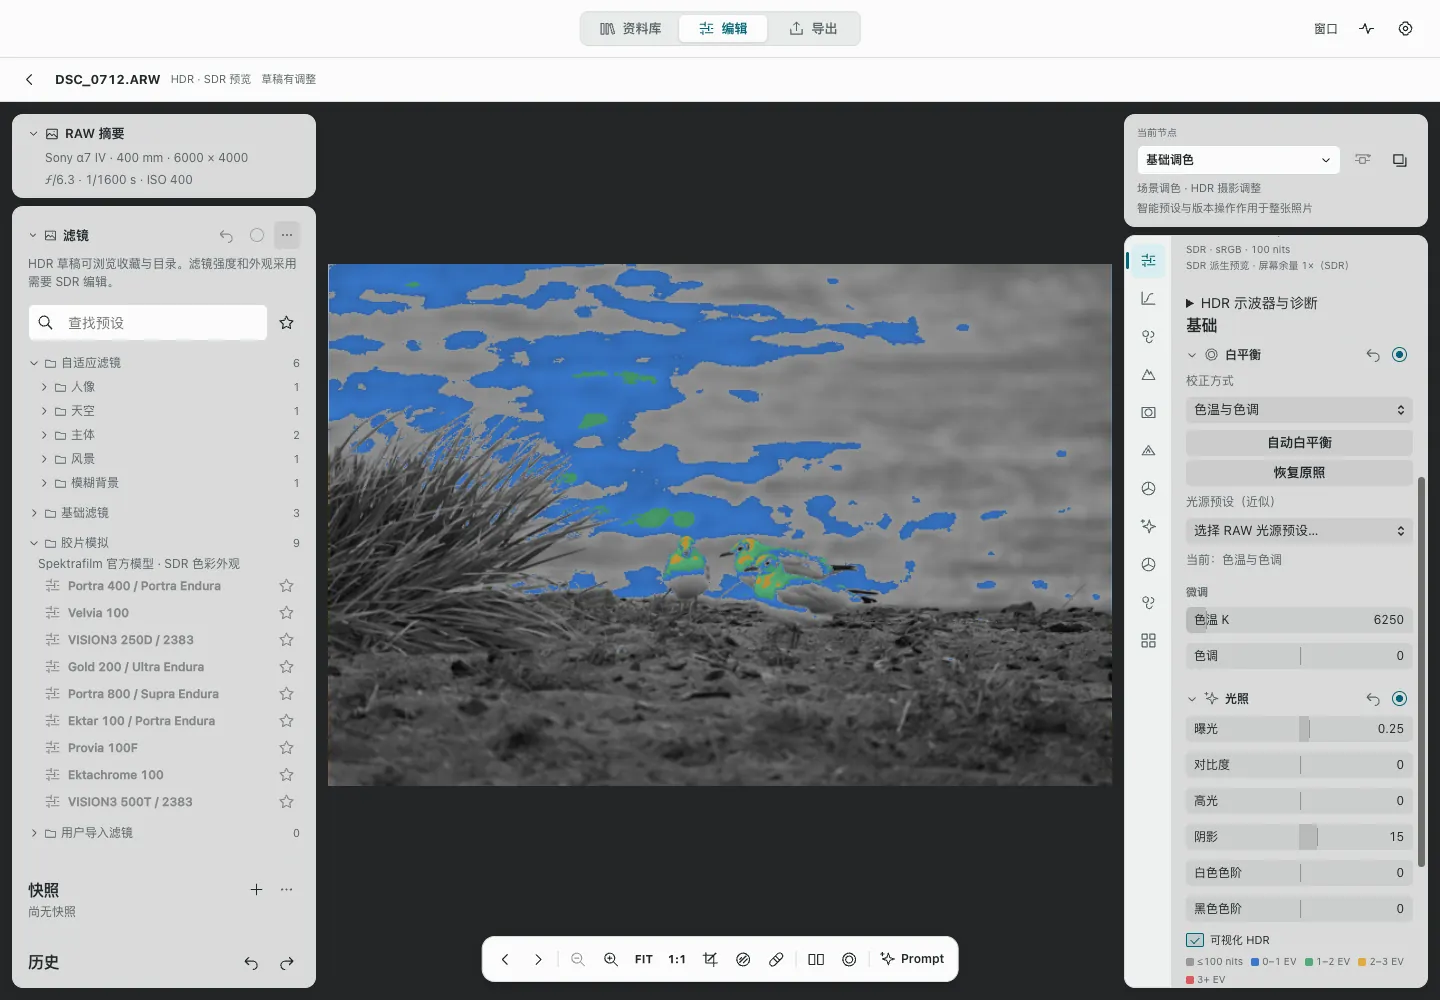 资料库
编辑
导出
窗口
DSC_0712.ARW HDR · SDR 预览 草稿有调整
RAW 摘要
Sony α7 IV · 400 mm · 6000 × 4000
ƒ/6.3 · 1/1600 s · ISO 400
滤镜
HDR 草稿可浏览收藏与目录。滤镜强度和外观采用
需要 SDR 编辑。
查找预设
自适应滤镜 6
人像 1
天空 1
主体 2
风景 1
模糊背景 1
基础滤镜 3
胶片模拟 9
Spektrafilm 官方模型 · SDR 色彩外观
Portra 400 / Portra Endura
Velvia 100
VISION3 250D / 2383
Gold 200 / Ultra Endura
Portra 800 / Supra Endura
Ektar 100 / Portra Endura
Provia 100F
Ektachrome 100
VISION3 500T / 2383
用户导入滤镜 0
快照
尚无快照
历史
FIT
1:1
Prompt
当前节点
基础调色
场景调色 · HDR 摄影调整
智能预设与版本操作作用于整张照片
SDR · sRGB · 100 nits
SDR 派生预览 · 屏幕余量 1×（SDR）
HDR 示波器与诊断
基础
白平衡
校正方式
色温与色调
自动白平衡
恢复原照
光源预设（近似）
选择 RAW 光源预设...
当前：色温与色调
微调
色温 K 6250
色调 0
光照
曝光 0.25
对比度 0
高光 0
阴影 15
白色色阶 0
黑色色阶 0
可视化 HDR
≤100 nits 0–1 EV 1–2 EV 2–3 EV
3+ EV